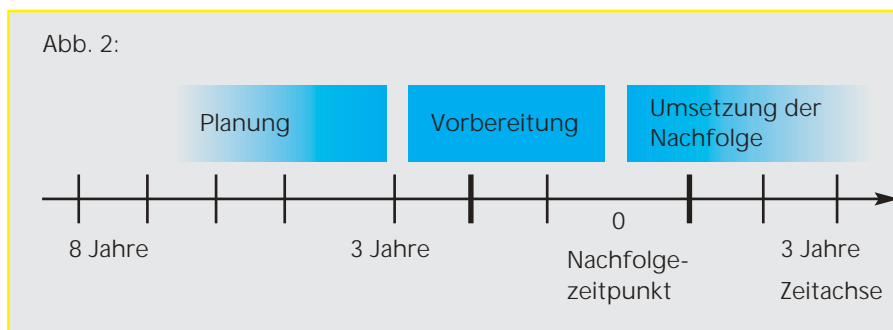 Abb. 2:
Planung
Vorbereitung
Umsetzung der
Nachfolge
8 Jahre
3 Jahre
0
Nachfolge-
zeitpunkt
3 Jahre
Zeitachse